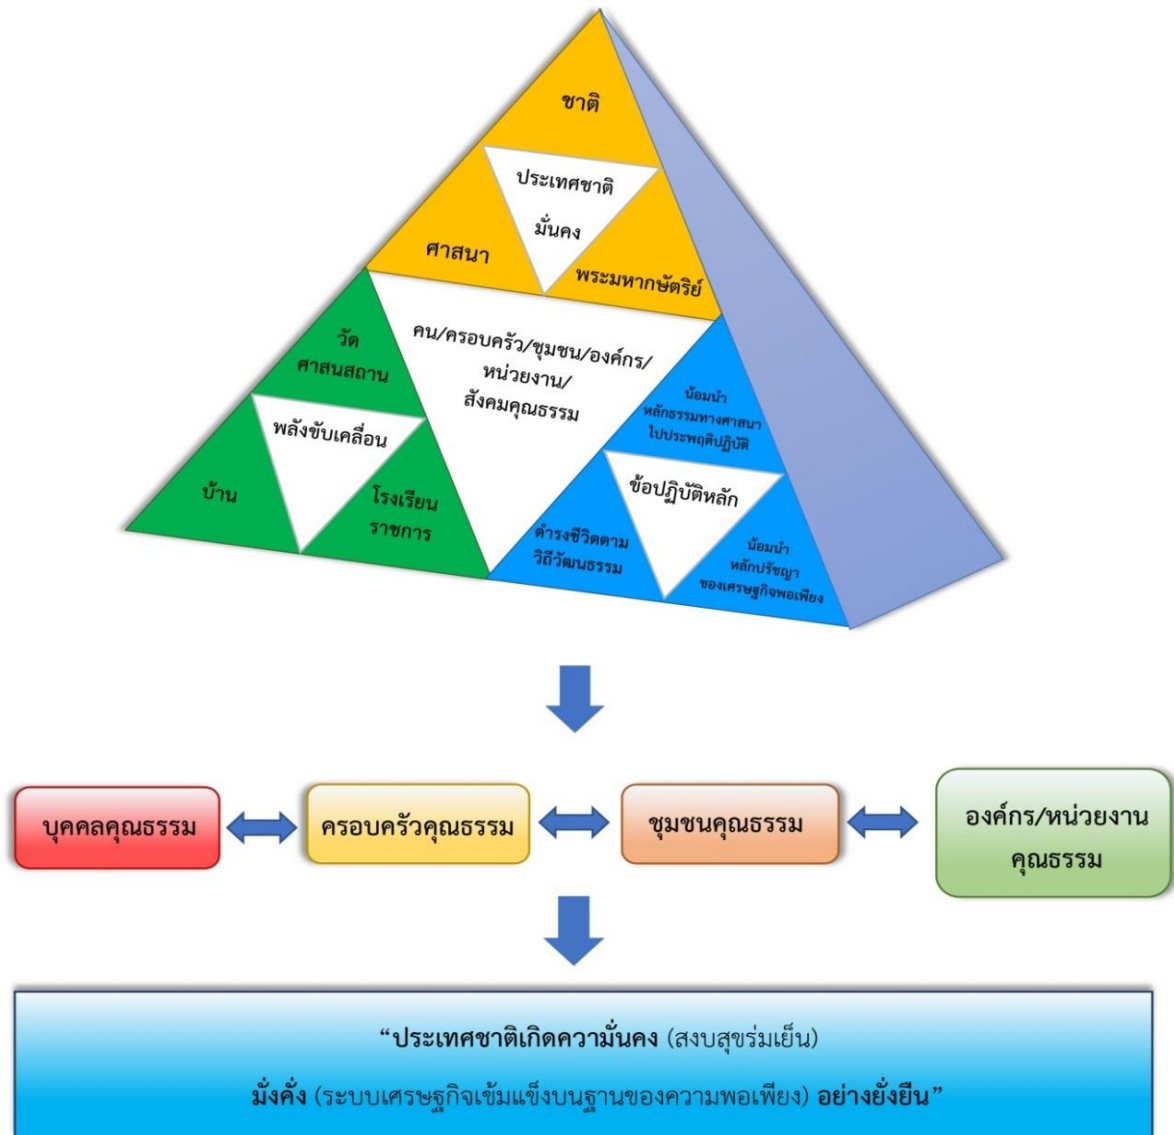 ชาติ
ประเทศชาติ
มั่นคง
ศาสนา
พระมหากษัตริย์
คน/ครอบครัว/ชุมชน/องค์กร/
หน่วยงาน/
สังคมคุณธรรม
วัด
ศาสนสถาน
พลังขับเคลื่อน
บ้าน
โรงเรียน
ราชการ
น้อมนำ
หลักธรรมทางศาสนา
ไปประพฤติปฏิบัติ
ข้อปฏิบัติหลัก
ดำรงชีวิตตาม
วิถีวัฒนธรรม
น้อมนำ
หลักปรัชญา
ของเศรษฐกิจพอเพียง
บุคคลคุณธรรม
ครอบครัวคุณธรรม
ชุมชนคุณธรรม
องค์กร/หน่วยงาน
คุณธรรม
“ประเทศชาติเกิดความั่นคง (สงบสุขร่มเย็น)
มั่งคั่ง (ระบบเศรษฐกิจเข้มแข็งบนฐานของความพอเพียง) อย่างยั่งยืน”